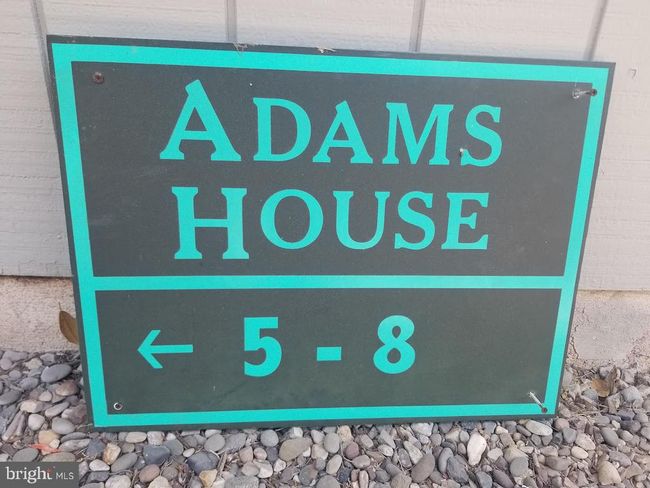 ADAMS
HOUSE
← 5 - 8
bright MLS